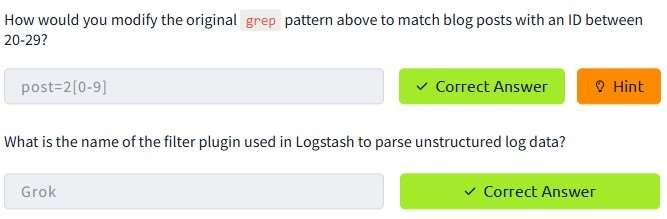 How would you modify the original grep pattern above to match blog posts with an ID between
20-29?
post=2[0-9]
Correct Answer
Hint
What is the name of the filter plugin used in Logstash to parse unstructured log data?
Grok
Correct Answer